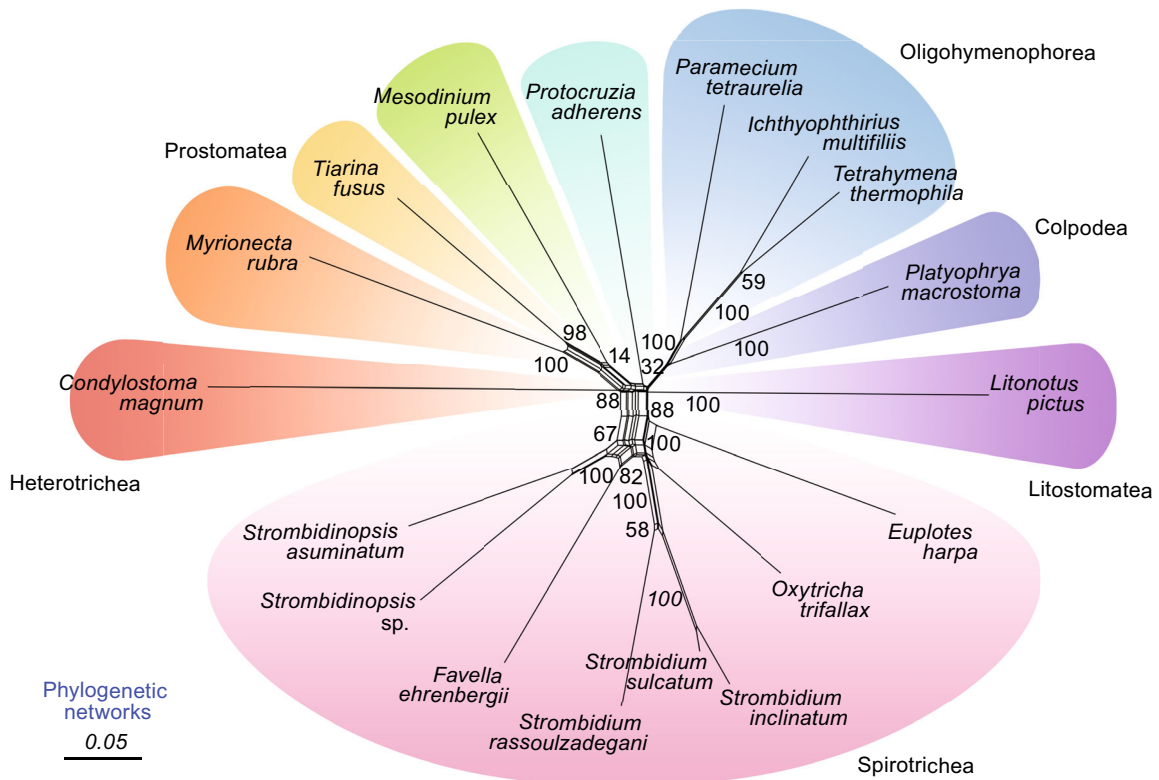 Oligohymenophorea
Paramecium
tetraurelia
Mesodinium
pulex
Protocruzia
adherens
Ichthyophthirius
multifiliis
Prostomatea
Tiarina
fusus
Tetrahymena
thermophila
Colpodea
Myrionecta
rubra
Platyophrya
macrostoma
59
100
98
14
100
32
100
100
Condylostoma
magnum
Litonotus
pictus
88
88
100
67
100
Heterotrichea
Litostomatea
100
82
100
58
Strombidinopsis
asuminatum
Euplotes
harpa
Strombidinopsis
sp.
Oxytricha
trifallax
100
Favella
ehrenbergii
Strombidium
sulcatum
Strombidium
inclinatum
Strombidium
rassoulzadegani
Phylogenetic
networks
0.05
Spirotrichea